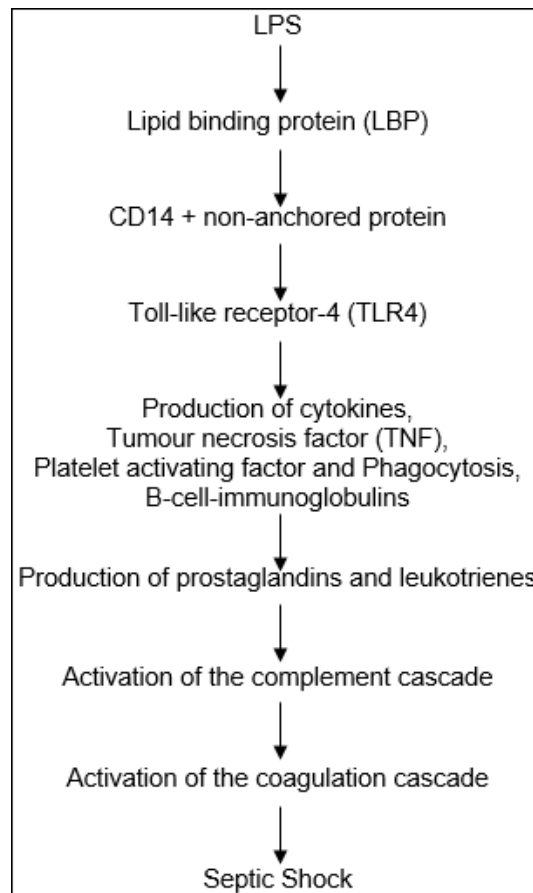 LPS
Lipid binding protein (LBP)
CD14 + non-anchored protein
Toll-like receptor-4 (TLR4)
Production of cytokines,
Tumour necrosis factor (TNF),
Platelet activating factor and Phagocytosis,
B-cell-immunoglobulins
Production of prostaglandins and leukotrienes
Activation of the complement cascade
Activation of the coagulation cascade
Septic Shock